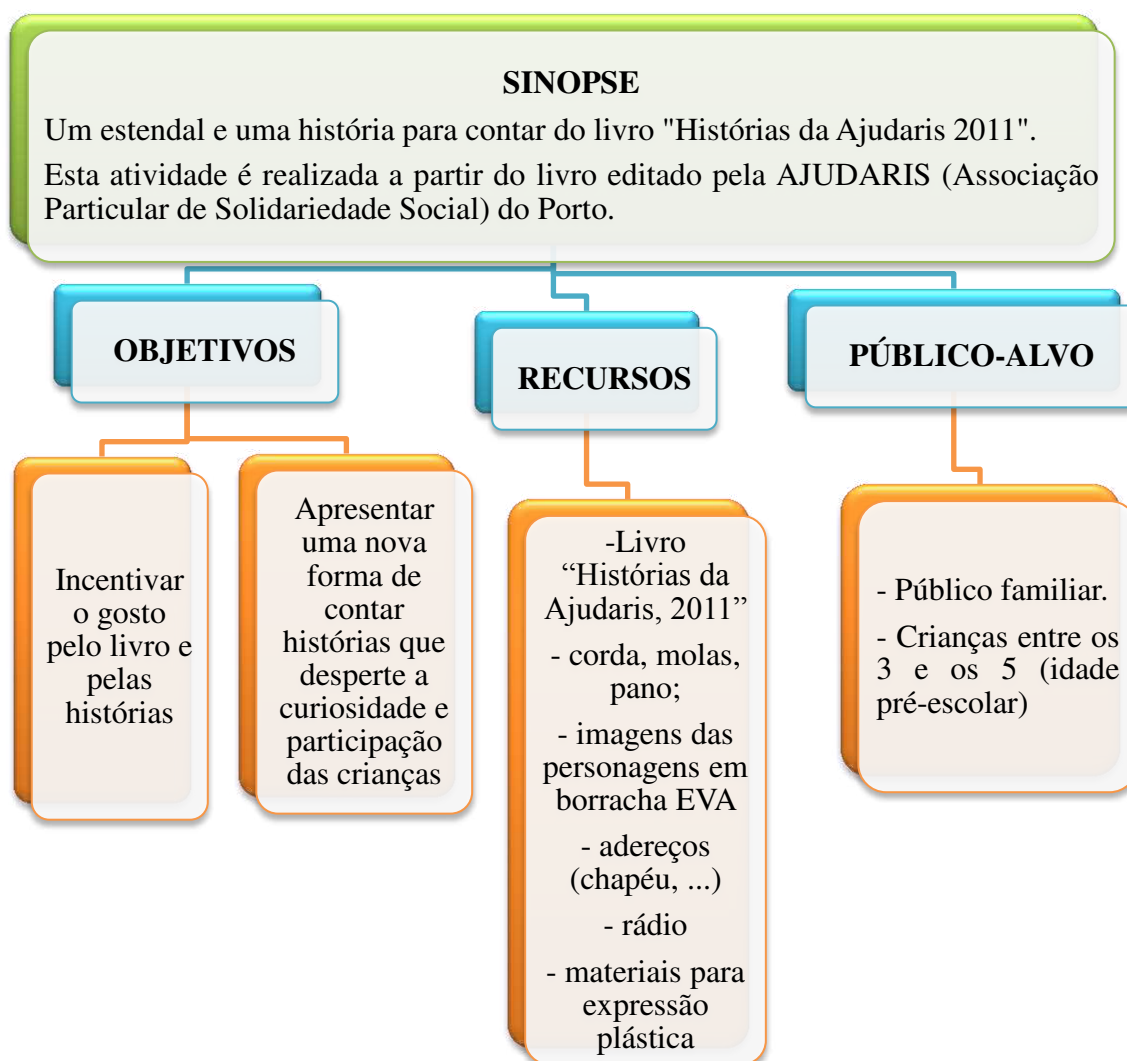 SINOPSE
Um estendal e uma história para contar do livro "Histórias da Ajudaris 2011".
Esta atividade é realizada a partir do livro editado pela AJUDARIS (Associação
Particular de Solidariedade Social) do Porto.
OBJETIVOS
RECURSOS
PÚBLICO-ALVO
Incentivar
o gosto
pelo livro e
pelas
histórias
Apresentar
uma nova
forma de
contar
histórias que
desperte a
curiosidade e
participação
das crianças
-Livro
“Histórias da
Ajudaris, 2011”
- corda, molas,
pano;
- imagens das
personagens em
borracha EVA
- adereços
(chapéu, ...)
- rádio
- materiais para
expressão
plástica
- Público familiar.
- Crianças entre os
3 e os 5 (idade
pré-escolar)